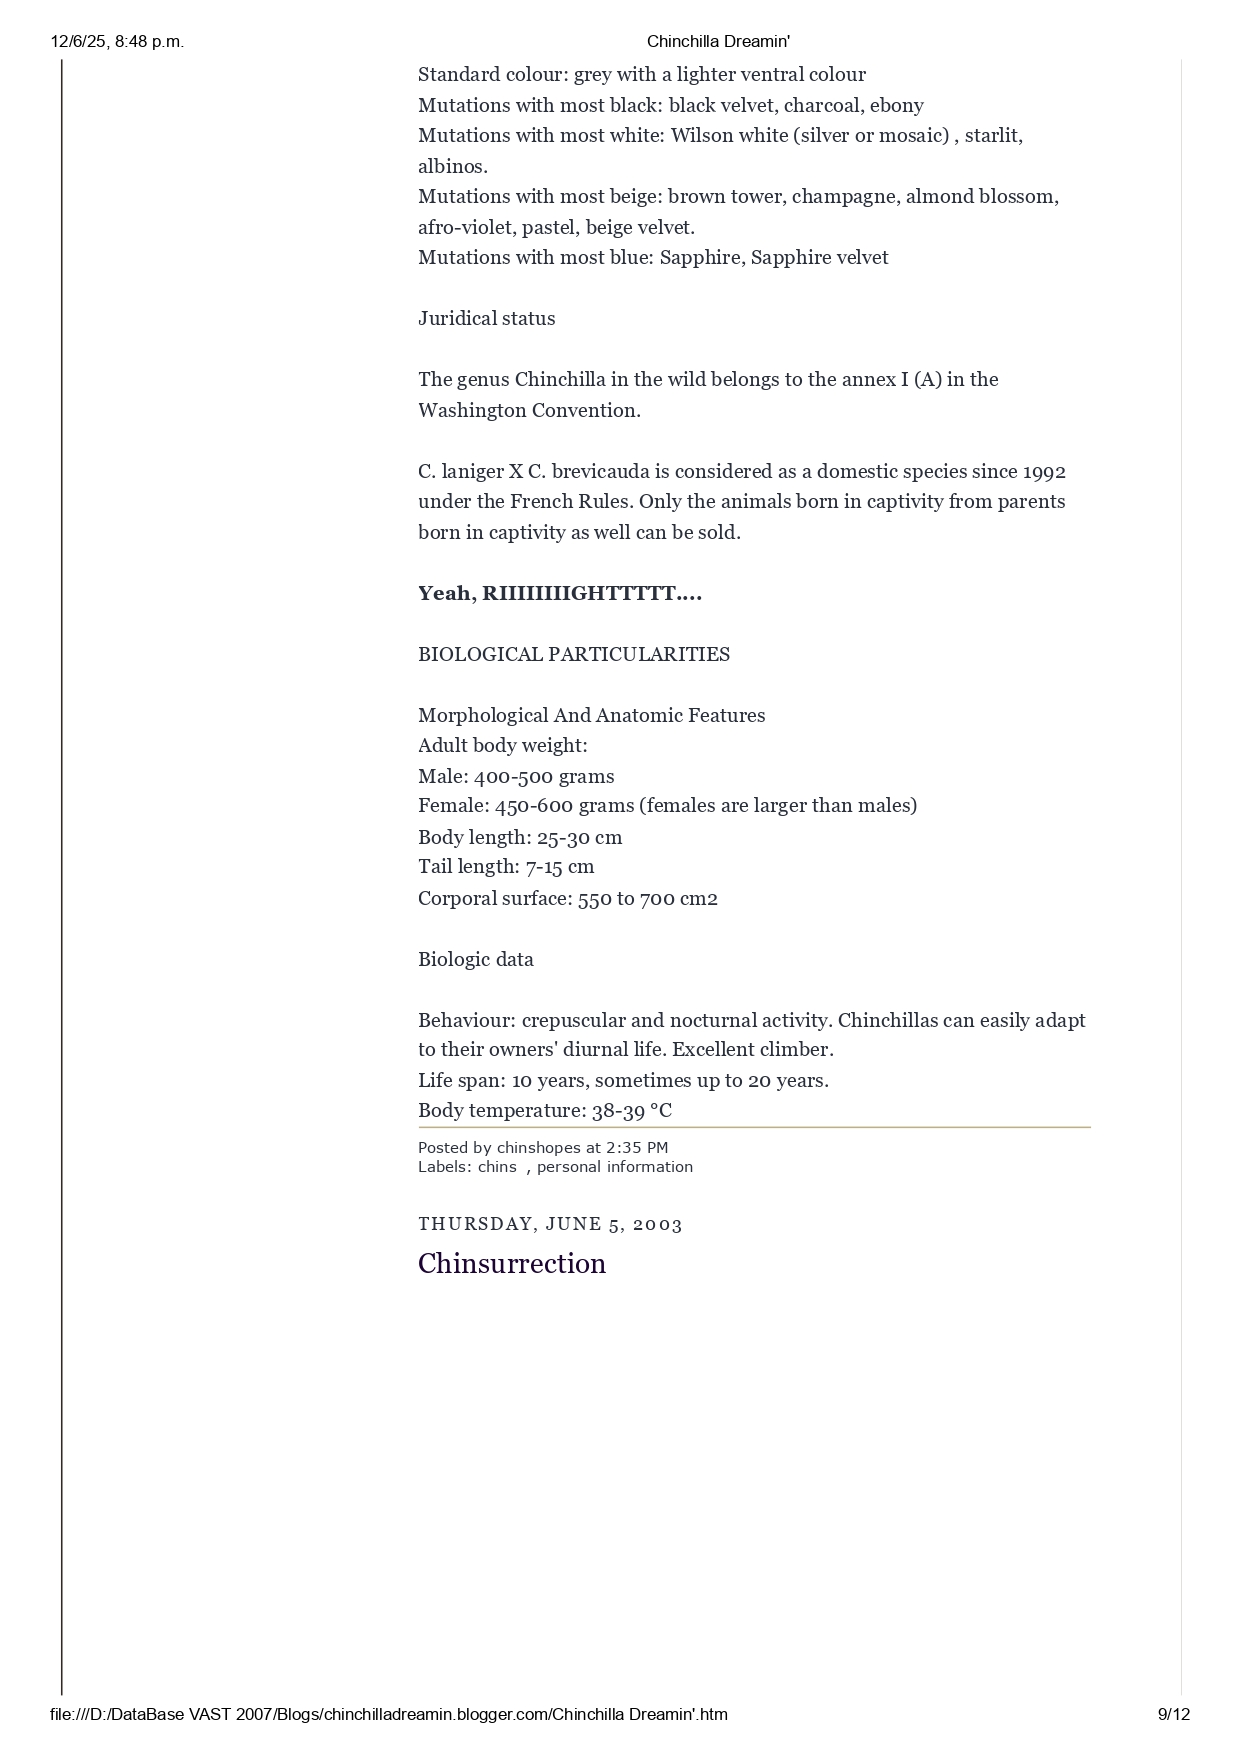 12/6/25, 8:48 p.m.
Chinchilla Dreamin'
Standard colour: grey with a lighter ventral colour
Mutations with most black: black velvet, charcoal, ebony
Mutations with most white: Wilson white (silver or mosaic) , starlit,
albinos.
Mutations with most beige: brown tower, champagne, almond blossom,
afro-violet, pastel, beige velvet.
Mutations with most blue: Sapphire, Sapphire velvet
Juridical status
The genus Chinchilla in the wild belongs to the annex I (A) in the
Washington Convention.
C. laniger X C. brevicauda is considered as a domestic species since 1992
under the French Rules. Only the animals born in captivity from parents
born in captivity as well can be sold.
Yeah, RIIIIIIIIGHTTTTT....
BIOLOGICAL PARTICULARITIES
Morphological And Anatomic Features
Adult body weight:
Male: 400-500 grams
Female: 450-600 grams (females are larger than males)
Body length: 25-30 cm
Tail length: 7-15 cm
Corporal surface: 550 to 700 cm2
Biologic data
Behaviour: crepuscular and nocturnal activity. Chinchillas can easily adapt
to their owners' diurnal life. Excellent climber.
Life span: 10 years, sometimes up to 20 years.
Body temperature: 38-39 °C
Posted by chinshopes at 2:35 PM
Labels: chins , personal information
THURSDAY, JUNE 5, 2003
Chinsurrection
file:///D:/DataBase VAST 2007/Blogs/chinchilladreamin.blogger.com/Chinchilla Dreamin'.htm
9/12